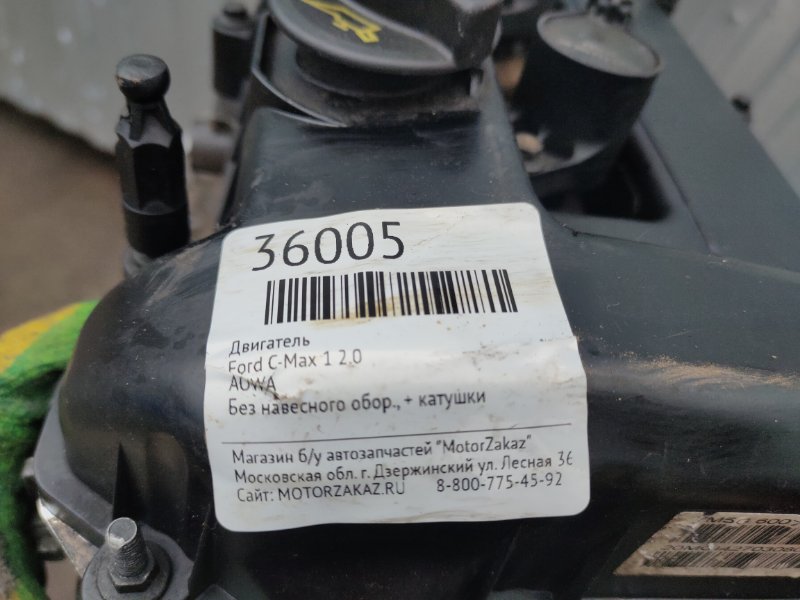 36005
Двигатель
Ford C-Max 1 2.0
AOWA
Без навесного обор., + катушки
Магазин б/у автозапчастей "MotorZakaz"
Московская обл. г. Дзержинский ул. Лесная 36
Сайт: MOTORZAKAZ.RU 8-800-775-45-92